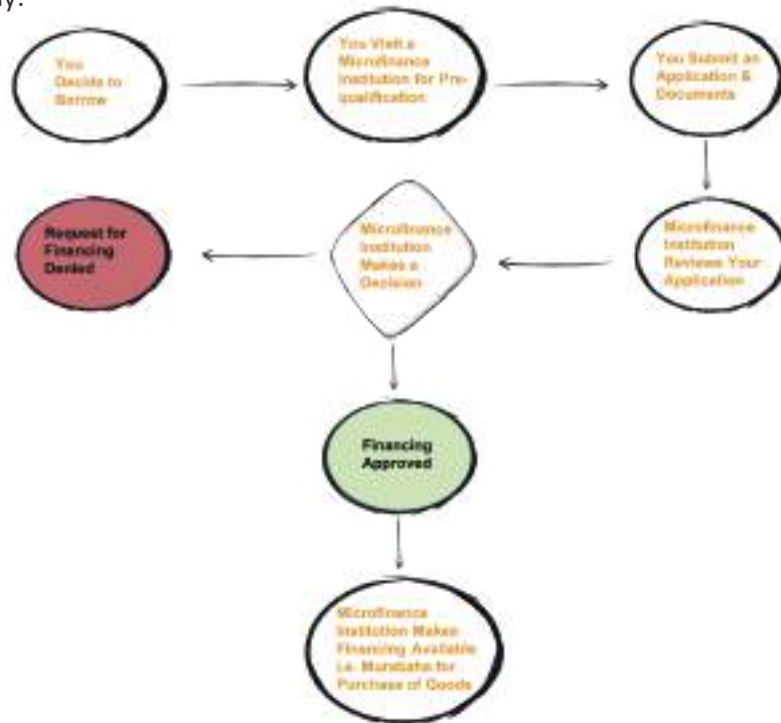 ly.
You
Decide to
Borrow
You Visit a
Microfinance
Institution for Pre-
qualification
You Submit an
Application &
Documents
Request for
Financing
Denied
Microfinance
Institution
Makes a
Decision
Microfinance
Institution
Reviews Your
Application
Financing
Approved
Microfinance
Institution Makes
Financing Available
i.e. Murabaha for
Purchase of Goods